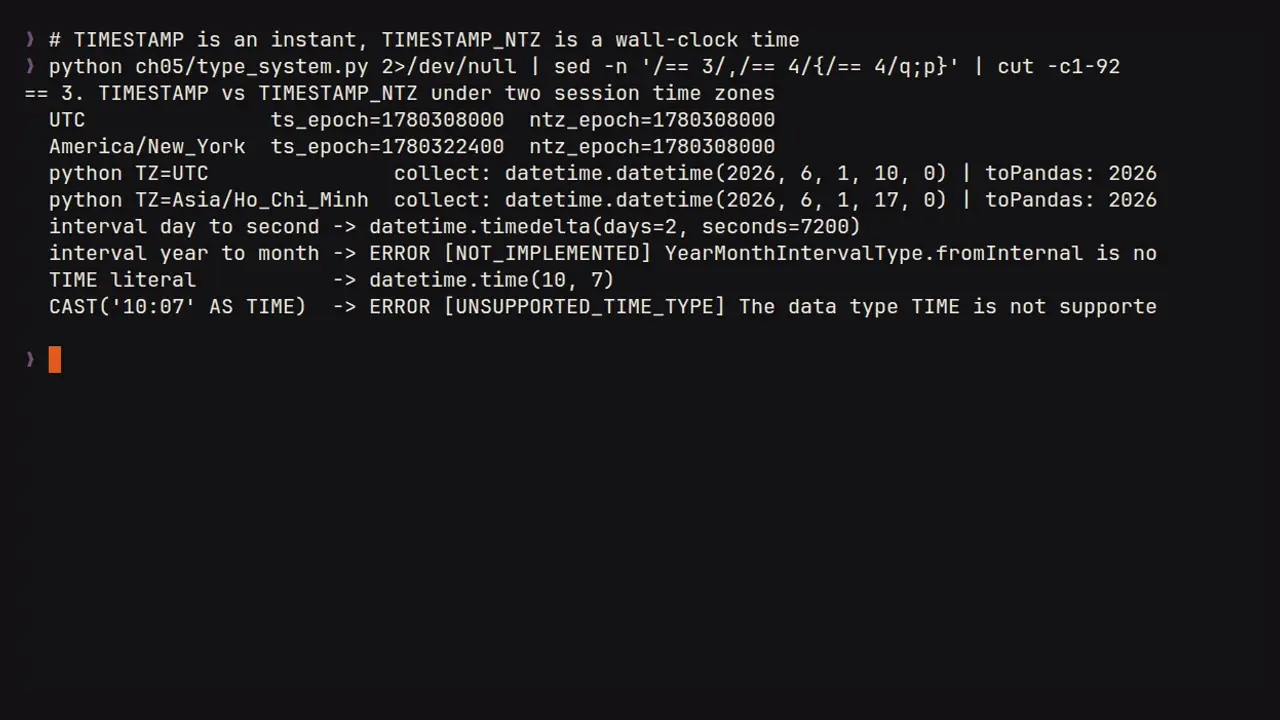 ❯ # TIMESTAMP is an instant, TIMESTAMP_NTZ is a wall-clock time
❯ python ch05/type_system.py 2>/dev/null | sed -n '/== 3/,/== 4/{/== 4/q;p}' | cut -c1-92
== 3. TIMESTAMP vs TIMESTAMP_NTZ under two session time zones
  UTC               ts_epoch=1780308000  ntz_epoch=1780308000
  America/New_York  ts_epoch=1780322400  ntz_epoch=1780308000
  python TZ=UTC               collect: datetime.datetime(2026, 6, 1, 10, 0) | toPandas: 2026
  python TZ=Asia/Ho_Chi_Minh  collect: datetime.datetime(2026, 6, 1, 17, 0) | toPandas: 2026
  interval day to second -> datetime.timedelta(days=2, seconds=7200)
  interval year to month -> ERROR [NOT_IMPLEMENTED] YearMonthIntervalType.fromInternal is no
  TIME literal           -> datetime.time(10, 7)
  CAST('10:07' AS TIME)  -> ERROR [UNSUPPORTED_TIME_TYPE] The data type TIME is not supporte
❯